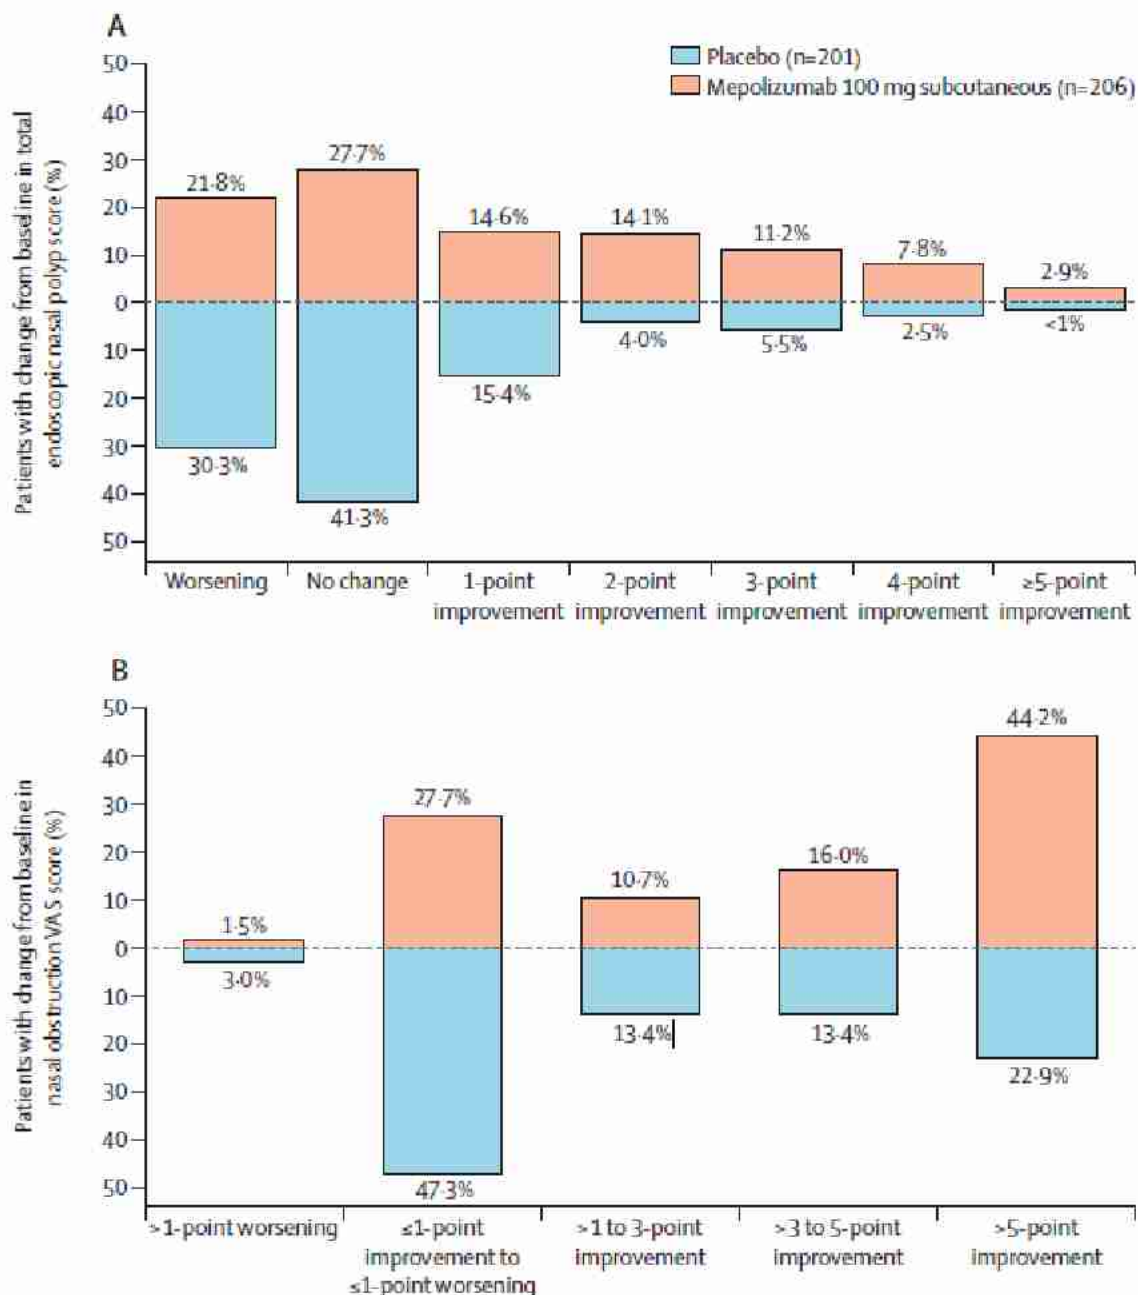 A
Placebo (n=201)
Mepolizumab 100 mg subcutaneous (n=206)
Patients with change from baseline in total
endoscopic nasal polyp score (%)
50
40
30
20
10
0
10
20
30
40
50
21·8%
27·7%
14·6%
14·1%
11·2%
7·8%
2·9%
30·3%
41·3%
15·4%
4·0%
5·5%
2·5%
<1%
Worsening
No change
1-point
improvement
2-point
improvement
3-point
improvement
4-point
improvement
≥5-point
improvement
B
Patients with change from baseline in
nasal obstruction VAS score (%)
50
40
30
20
10
0
10
20
30
40
50
1·5%
27·7%
10·7%
16·0%
44·2%
3·0%
47·3%
13·4%
13·4%
22·9%
>1-point worsening
≤1-point
improvement to
≤1-point worsening
>1 to 3-point
improvement
>3 to 5-point
improvement
>5-point
improvement